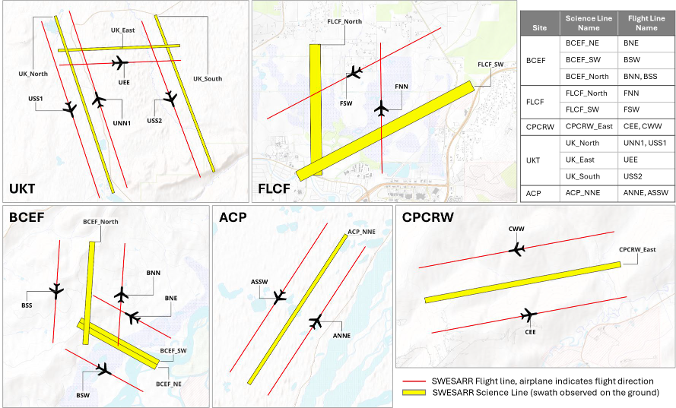 UK_East
UK_North
UK_South
UEE
USS1
UNN1
USS2
UKT
FLCF_North
FLCF_SW
FSW
FNN
FLCF
Site Science Line Name Flight Line Name
BCEF BCEF_NE BNE
BCEF_SW BSW
BCEF_North BNN, BSS
FLCF FLCF_North FNN
FLCF_SW FSW
CPCRW CPCRW_East CEE, CWW
UKT UK_North UNN1, USS1
UK_East UEE
UK_South USS2
ACP ACP_NNE ANNE, ASSW
BCEF
BCEF_North
BNN
BNE
BSS
BCEF_SW
BCEF_NE
BSW
ACP
ACP_NNE
ASSW
ANNE
CPCRW
CWW
CPCRW_East
CEE
SWESARR Flight line, airplane indicates flight direction
SWESARR Science Line (swath observed on the ground)